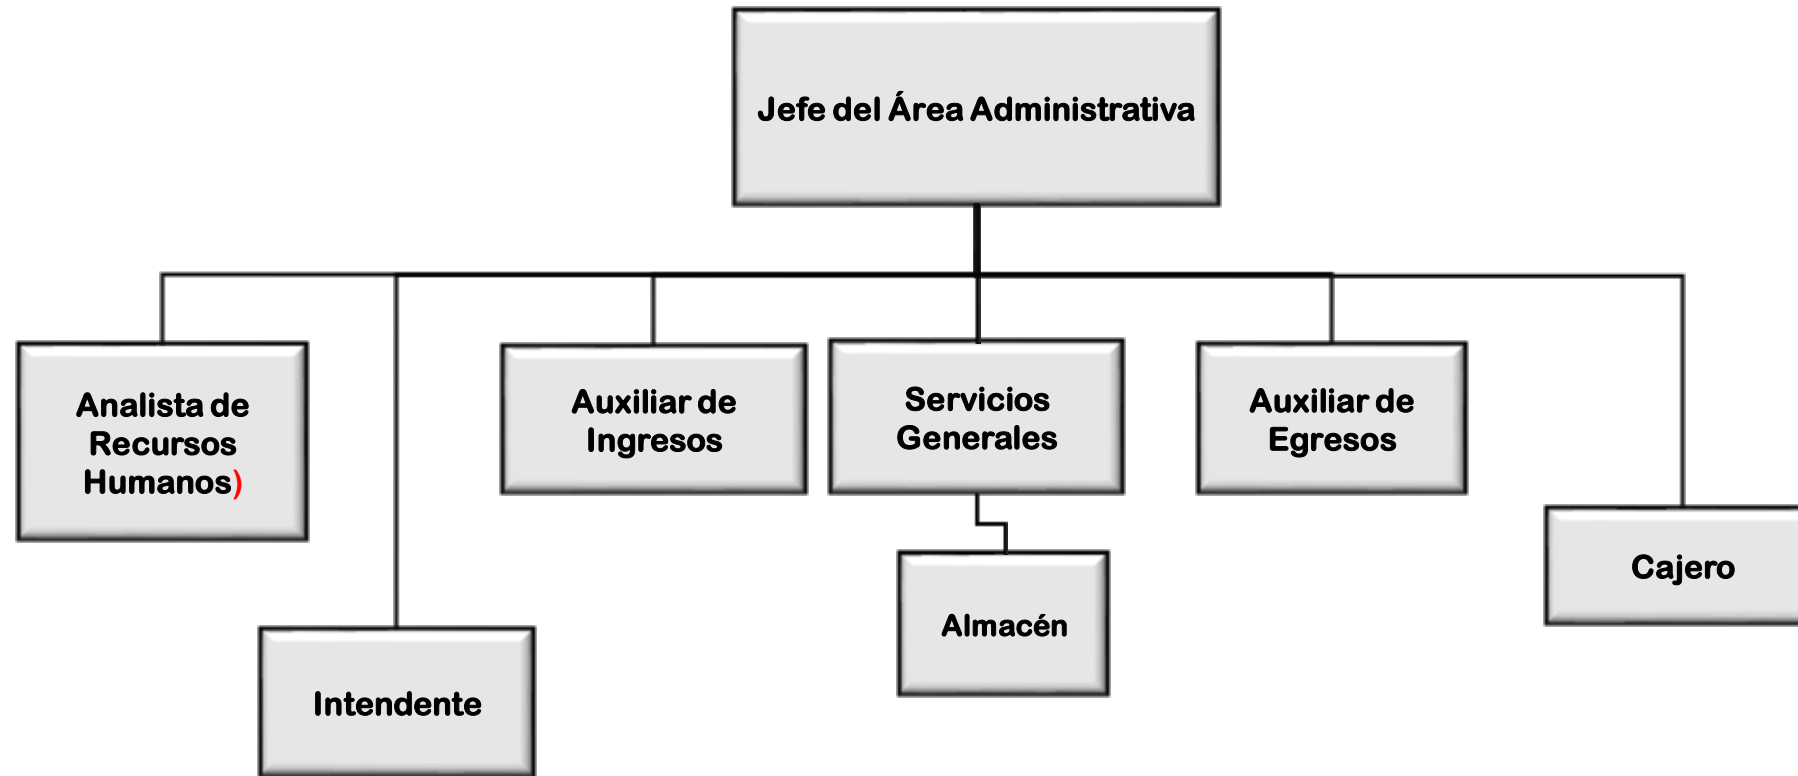 Jefe del Área Administrativa
Analista de
Recursos
Humanos)
Auxiliar de
Ingresos
Servicios
Generales
Auxiliar de
Egresos
Cajero
Almacén
Intendente